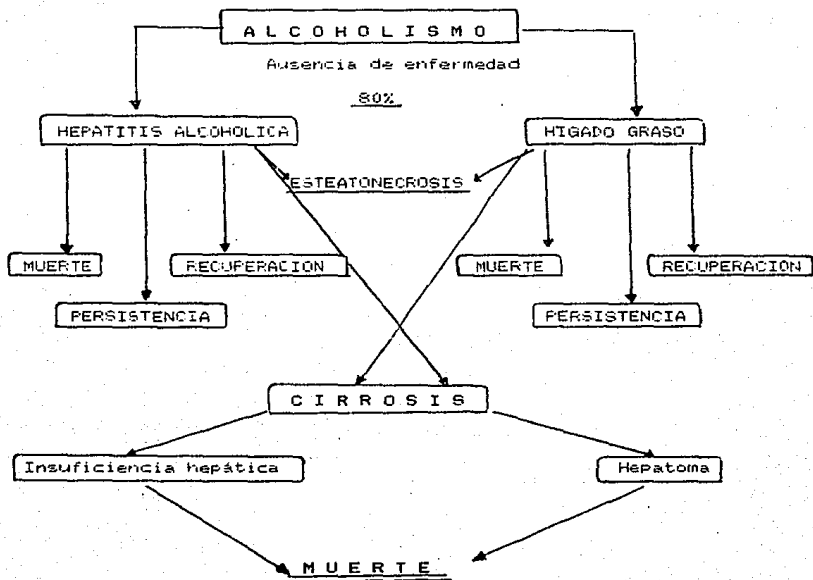 A L C O H O L I S M O
Ausencia de enfermedad
80%
HEPATITIS ALCOHOLICA
HIGADO GRASO
ESTEATONECROSIS
MUERTE
RECUPERACION
MUERTE
RECUPERACION
PERSISTENCIA
PERSISTENCIA
C I R R O S I S
Insuficiencia hepática
Hepatoma
M U E R T E